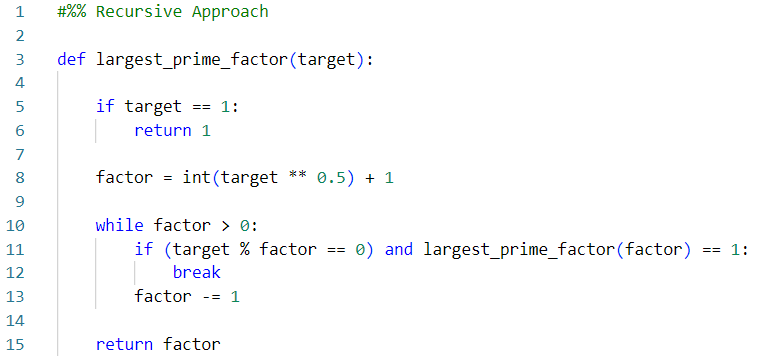 1 #%% Recursive Approach
2
3 def largest_prime_factor(target):
4
5     if target == 1:
6         return 1
7
8     factor = int(target ** 0.5) + 1
9
10     while factor > 0:
11         if (target % factor == 0) and largest_prime_factor(factor) == 1:
12             break
13         factor -= 1
14
15     return factor